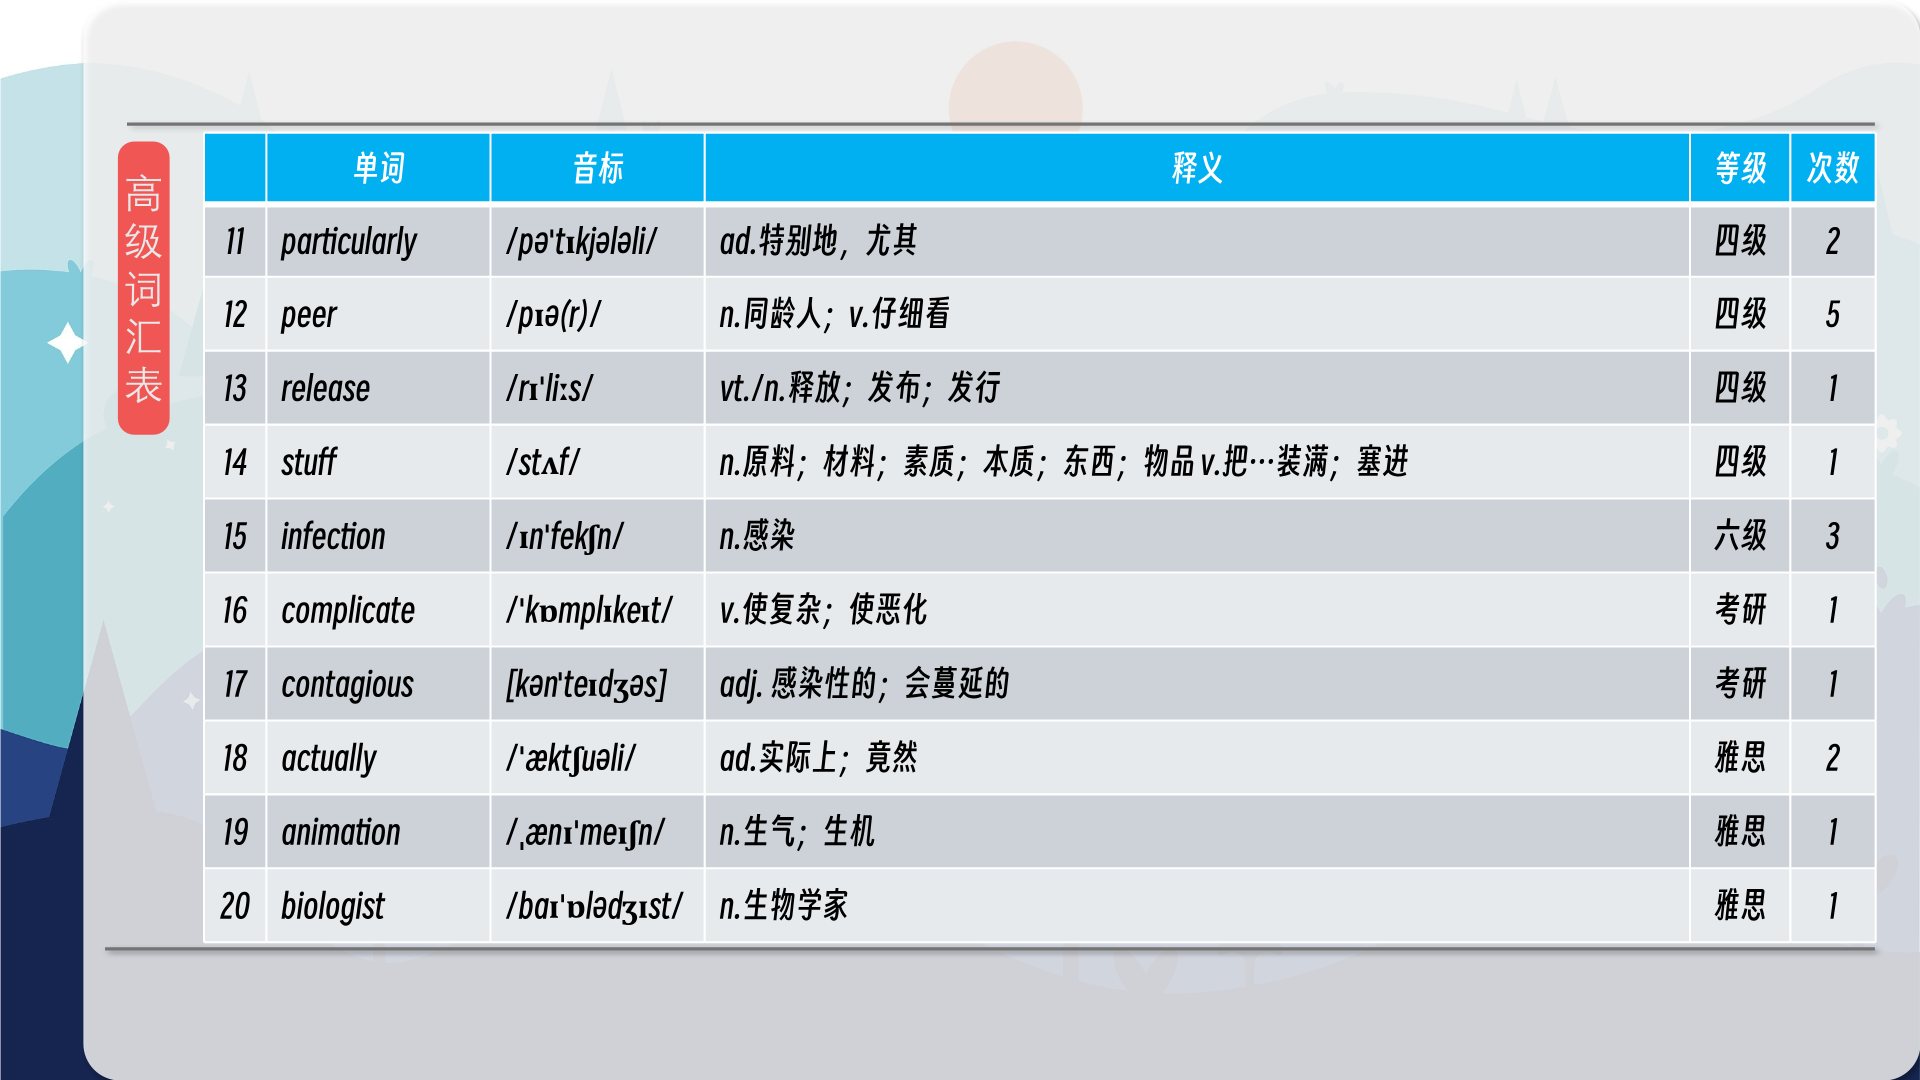 高级词汇表
单词 音标 释义 等级 次数
11 particularly /pə'tɪkjələli/ ad.特别地，尤其 四级 2
12 peer /pɪə(r)/ n.同龄人；v.仔细看 四级 5
13 release /rɪ'liːs/ vt./n.释放；发布；发行 四级 1
14 stuff /stʌf/ n.原料；材料；素质；本质；东西；物品 v.把…装满；塞进 四级 1
15 infection /ɪn'fekʃn/ n.感染 六级 3
16 complicate /'kɒmplɪkeɪt/ v.使复杂；使恶化 考研 1
17 contagious [kən'teɪdʒəs] adj. 感染性的；会蔓延的 考研 1
18 actually /'æktʃuəli/ ad.实际上；竟然 雅思 2
19 animation /ˌænɪ'meɪʃn/ n.生气；生机 雅思 1
20 biologist /baɪ'ɒlədʒɪst/ n.生物学家 雅思 1